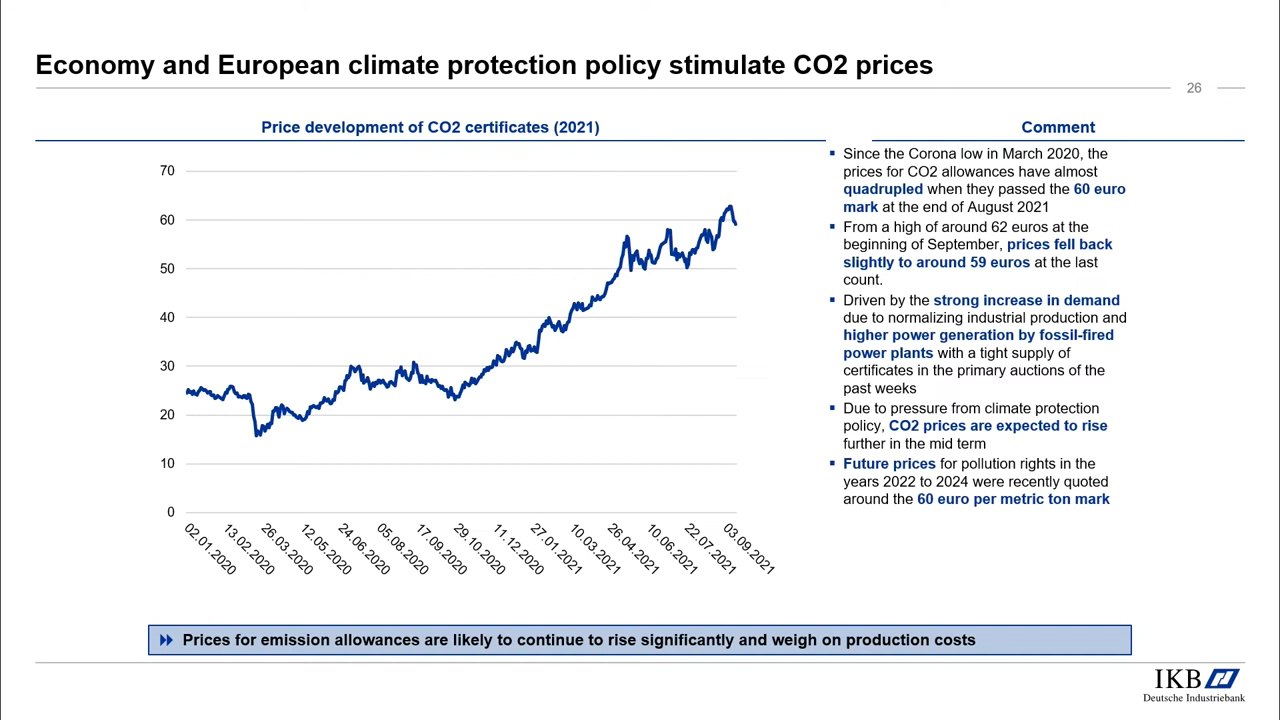 Economy and European climate protection policy stimulate CO2 prices
26
Price development of CO2 certificates (2021)
70
60
50
40
30
20
10
0
02.01.2020
13.02.2020
26.03.2020
12.05.2020
24.06.2020
05.08.2020
17.09.2020
29.10.2020
11.12.2020
27.01.2021
10.03.2021
26.04.2021
10.06.2021
22.07.2021
03.09.2021
Comment
▪ Since the Corona low in March 2020, the
prices for CO2 allowances have almost
quadrupled when they passed the 60 euro
mark at the end of August 2021
▪ From a high of around 62 euros at the
beginning of September, prices fell back
slightly to around 59 euros at the last
count.
▪ Driven by the strong increase in demand
due to normalizing industrial production and
higher power generation by fossil-fired
power plants with a tight supply of
certificates in the primary auctions of the
past weeks
▪ Due to pressure from climate protection
policy, CO2 prices are expected to rise
further in the mid term
▪ Future prices for pollution rights in the
years 2022 to 2024 were recently quoted
around the 60 euro per metric ton mark
Prices for emission allowances are likely to continue to rise significantly and weigh on production costs
IKB
Deutsche Industriebank